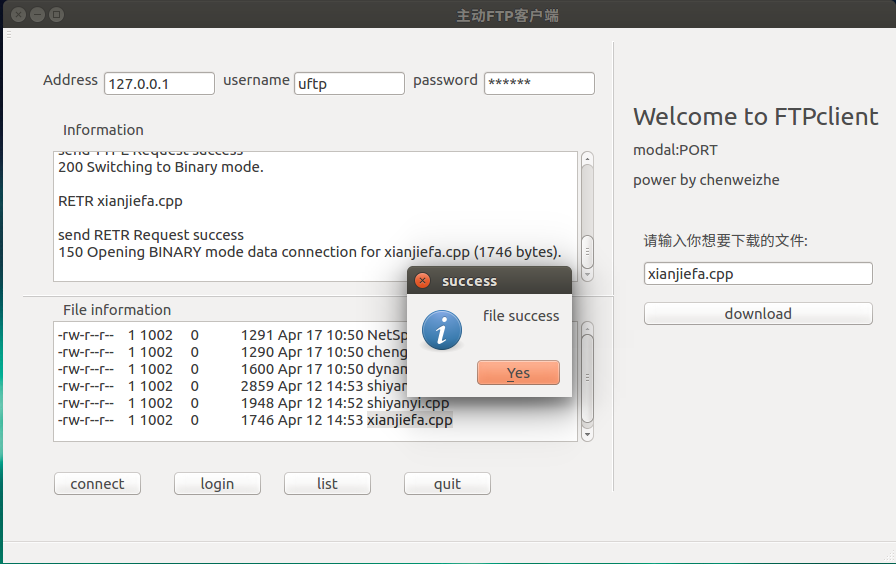 主动FTP客户端
Address 127.0.0.1 username uftp password ******
Information
send TYPE Request success
200 Switching to Binary mode.
RETR xianjiefa.cpp
send RETR Request success
150 Opening BINARY mode data connection for xianjiefa.cpp (1746 bytes).
File information
-rw-r--r-- 1 1002 0 1291 Apr 17 10:50 NetSp
-rw-r--r-- 1 1002 0 1290 Apr 17 10:50 cheng
-rw-r--r-- 1 1002 0 1600 Apr 17 10:50 dynam
-rw-r--r-- 1 1002 0 2859 Apr 12 14:53 shiyan
-rw-r--r-- 1 1002 0 1948 Apr 12 14:52 shiyanyi.cpp
-rw-r--r-- 1 1002 0 1746 Apr 12 14:53 xianjiefa.cpp
connect login list quit
success
file success
Yes
Welcome to FTPclient
modal:PORT
power by chenweizhe
请输入你想要下载的文件:
xianjiefa.cpp
download